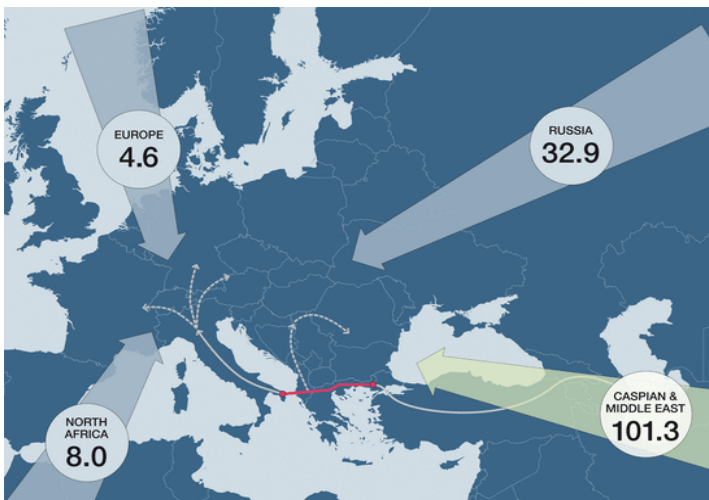 EUROPE
4.6
RUSSIA
32.9
NORTH
AFRICA
8.0
CASPIAN &
MIDDLE EAST
101.3